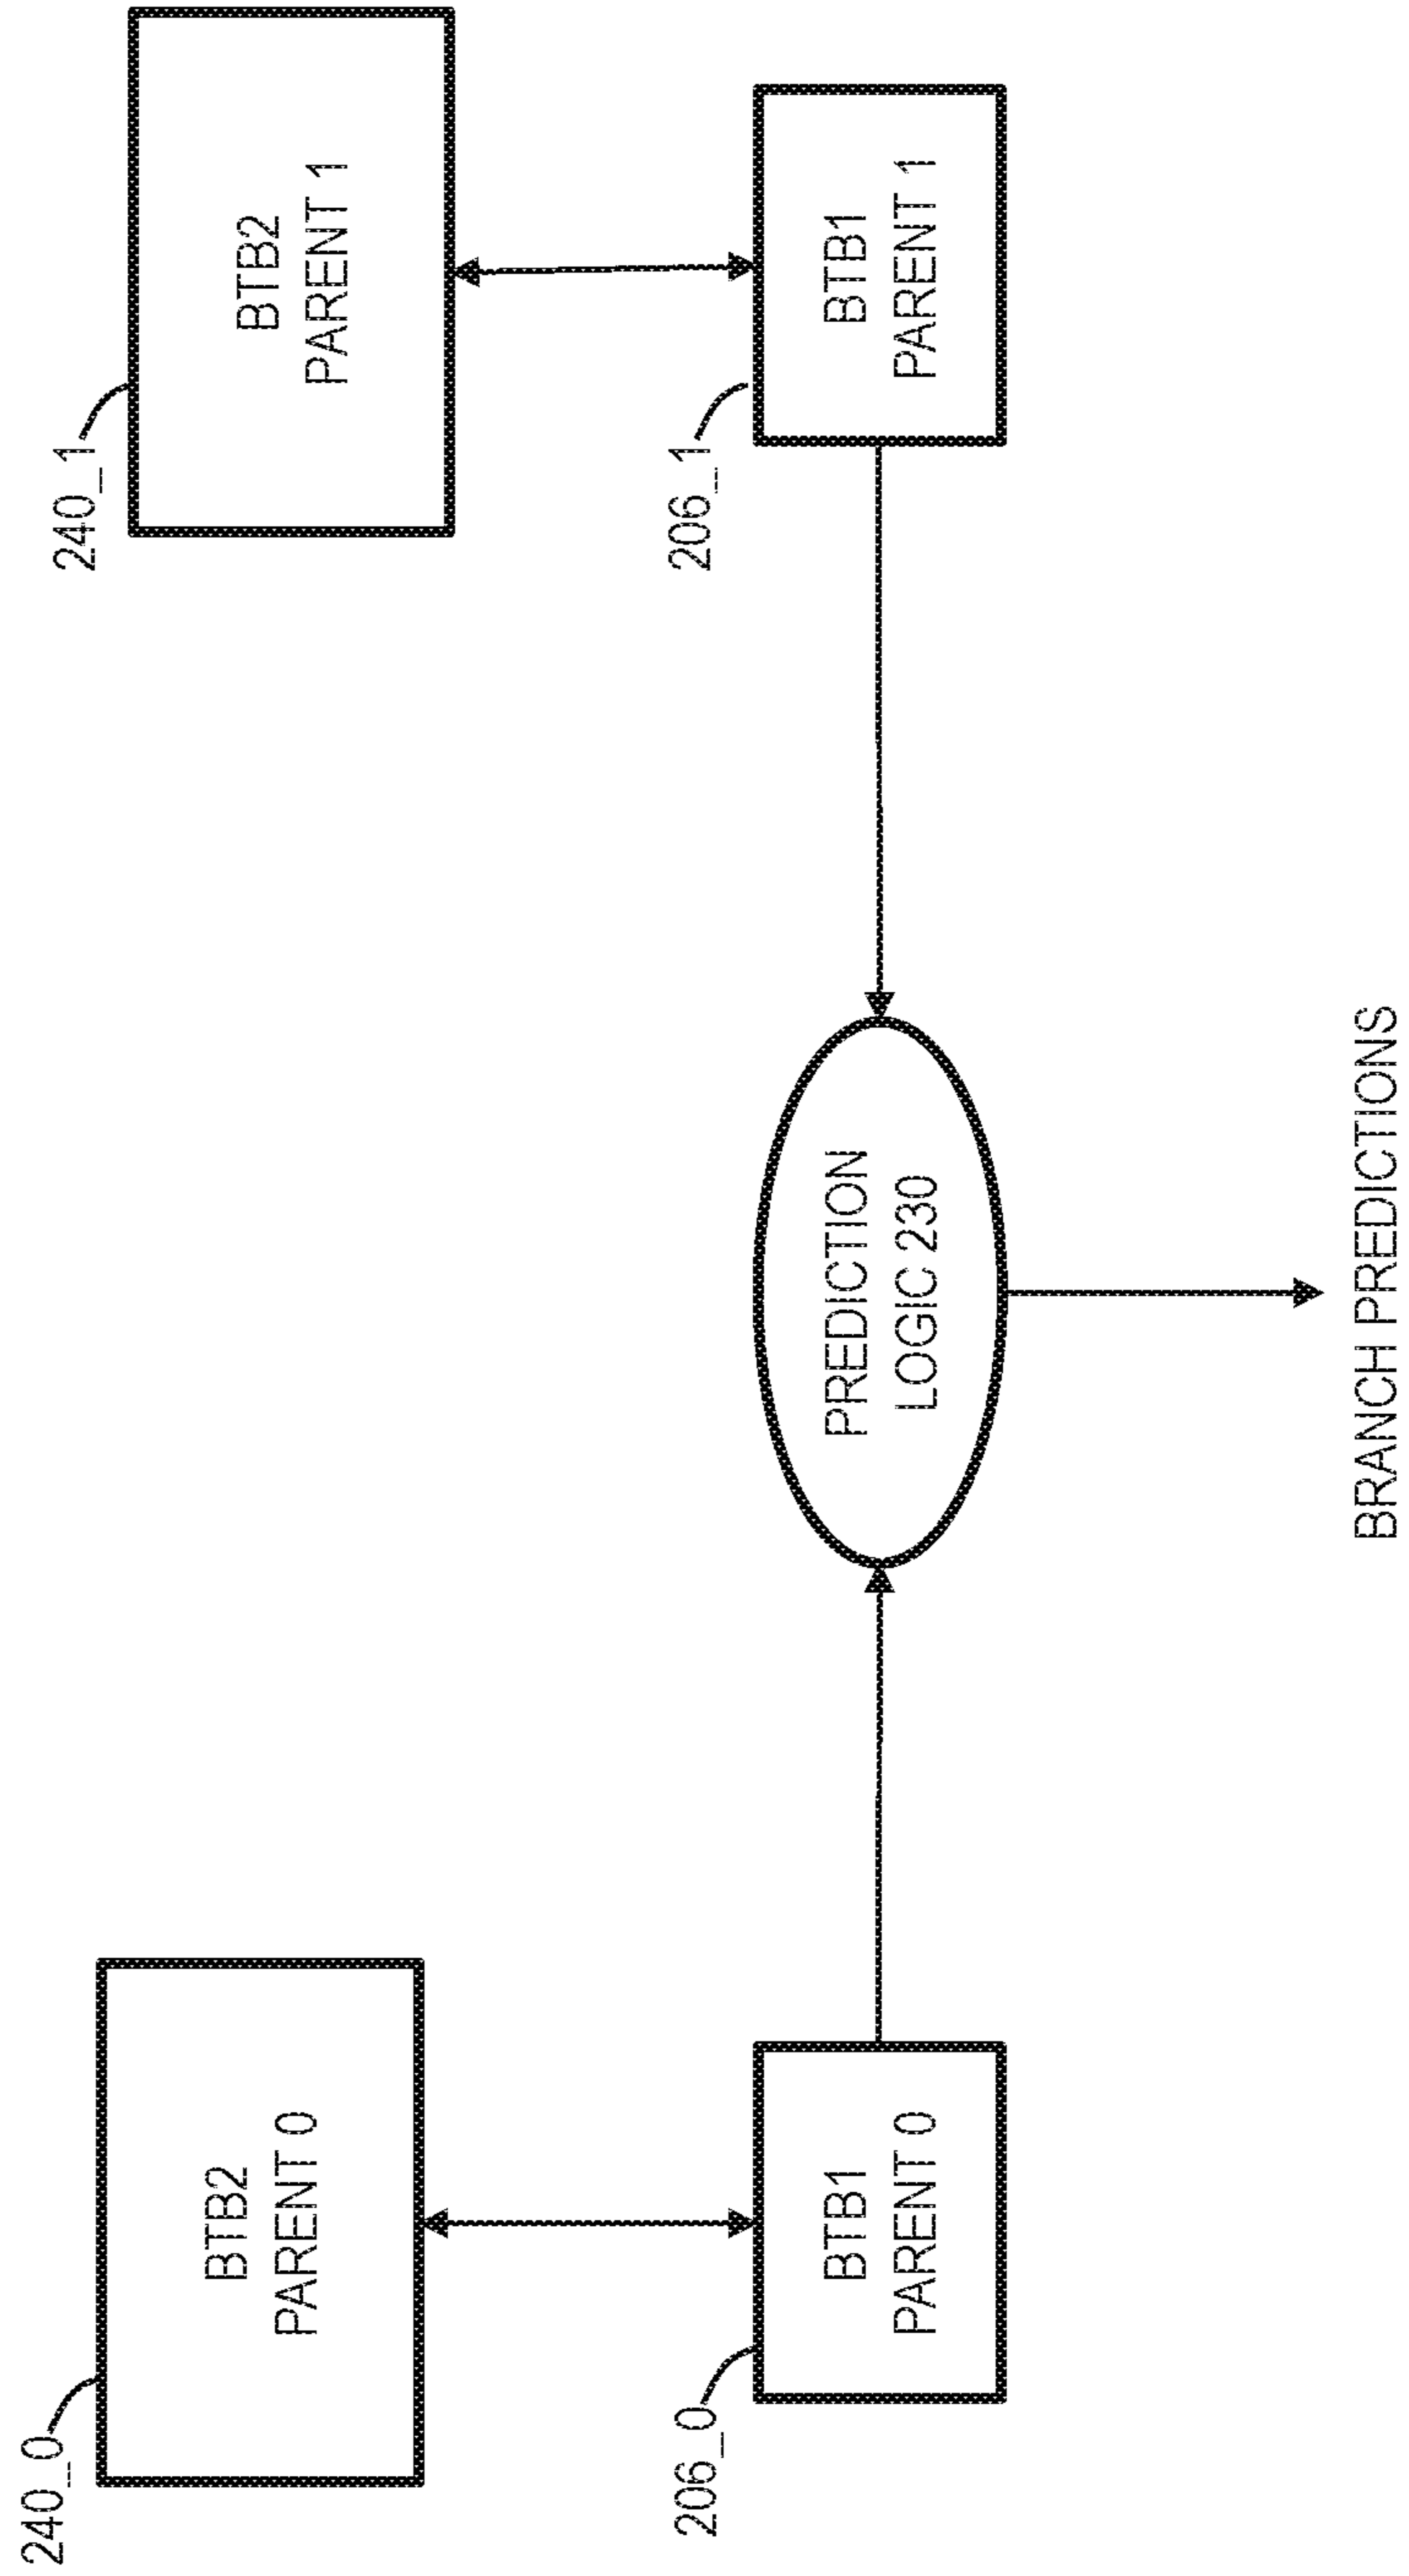 240_0
BTB2
PARENT 0
240_1
BTB2
PARENT 1
206_0
BTB1
PARENT 0
PREDICTION
LOGIC 230
206_1
BTB1
PARENT 1
BRANCH PREDICTIONS